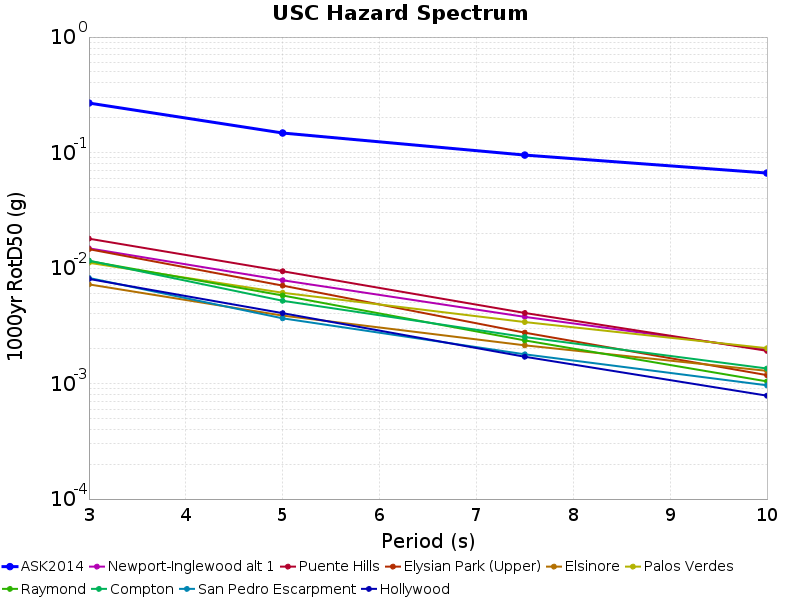 USC Hazard Spectrum
1000yr RotD50 (g)
10^0
10^-1
10^-2
10^-3
10^-4
3 4 5 6 7 8 9 10
Period (s)
ASK2014 Newport-Inglewood alt 1 Puente Hills Elysian Park (Upper) Elsinore Palos Verdes
Raymond Compton San Pedro Escarpment Hollywood